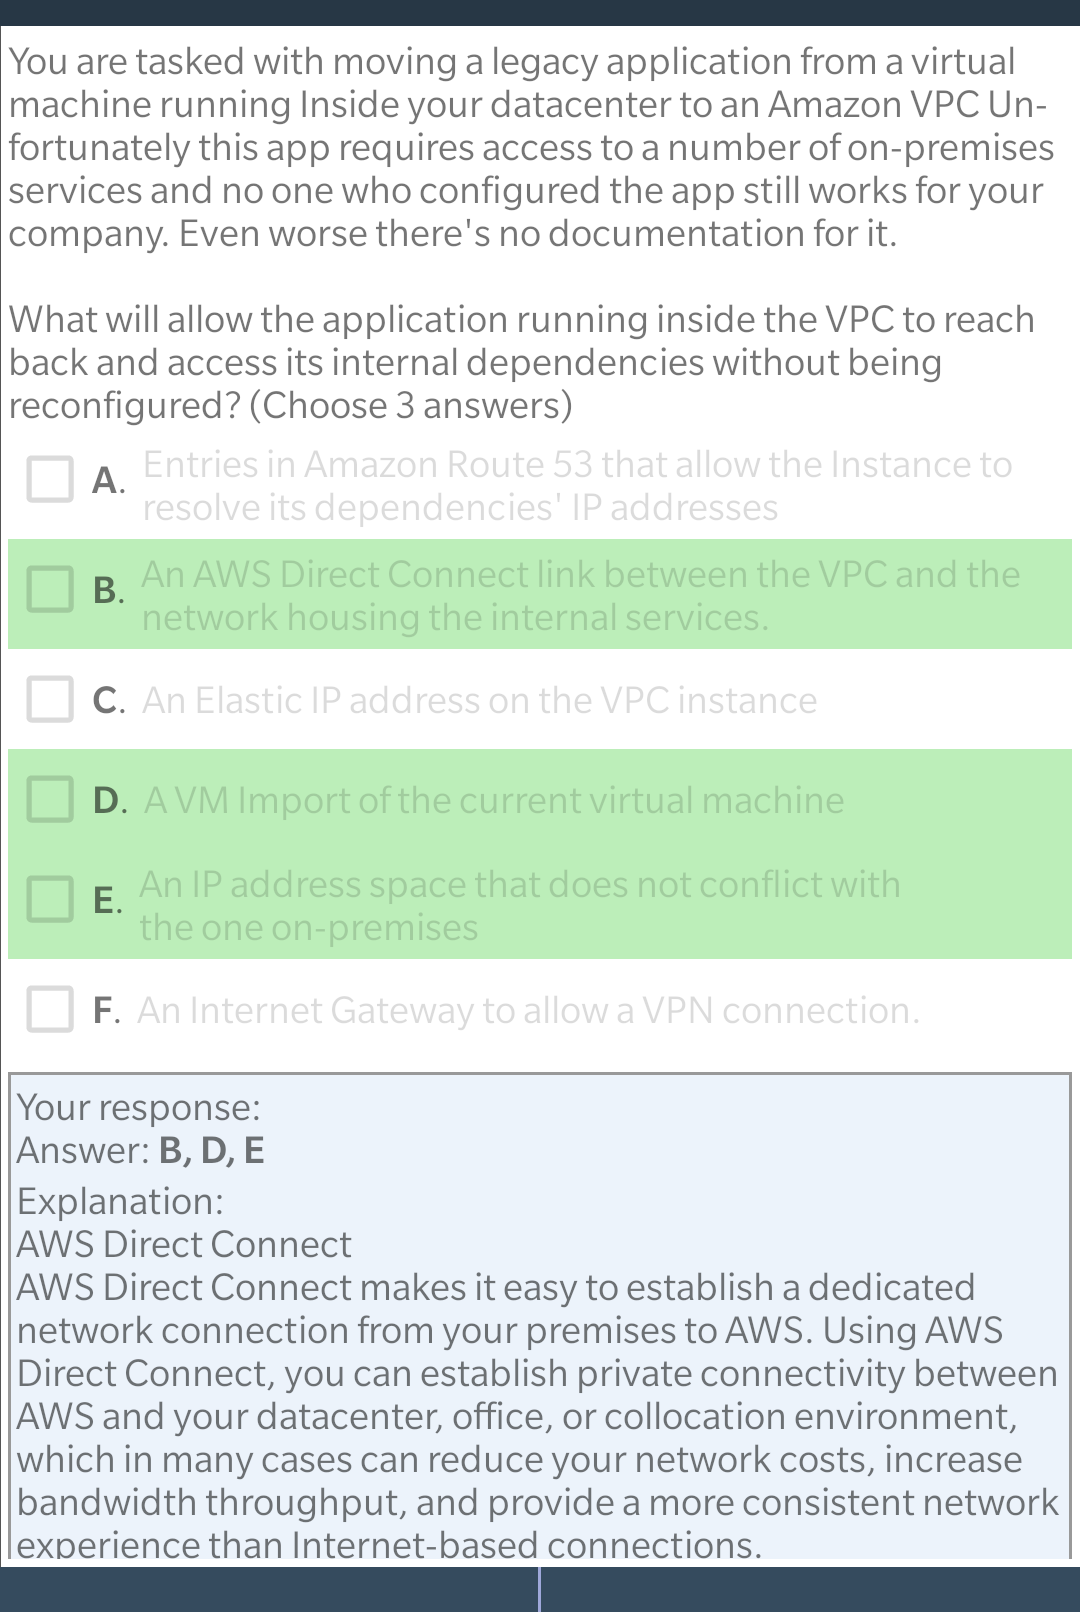 You are tasked with moving a legacy application from a virtual
machine running Inside your datacenter to an Amazon VPC Un-
fortunately this app requires access to a number of on-premises
services and no one who configured the app still works for your
company. Even worse there's no documentation for it.
What will allow the application running inside the VPC to reach
back and access its internal dependencies without being
reconfigured? (Choose 3 answers)
A. Entries in Amazon Route 53 that allow the Instance to
resolve its dependencies' IP addresses
B. An AWS Direct Connect link between the VPC and the
network housing the internal services.
C. An Elastic IP address on the VPC instance
D. A VM Import of the current virtual machine
E. An IP address space that does not conflict with
the one on-premises
F. An Internet Gateway to allow a VPN connection.
Your response:
Answer: B, D, E
Explanation:
AWS Direct Connect
AWS Direct Connect makes it easy to establish a dedicated
network connection from your premises to AWS. Using AWS
Direct Connect, you can establish private connectivity between
AWS and your datacenter, office, or collocation environment,
which in many cases can reduce your network costs, increase
bandwidth throughput, and provide a more consistent network
experience than Internet-based connections.